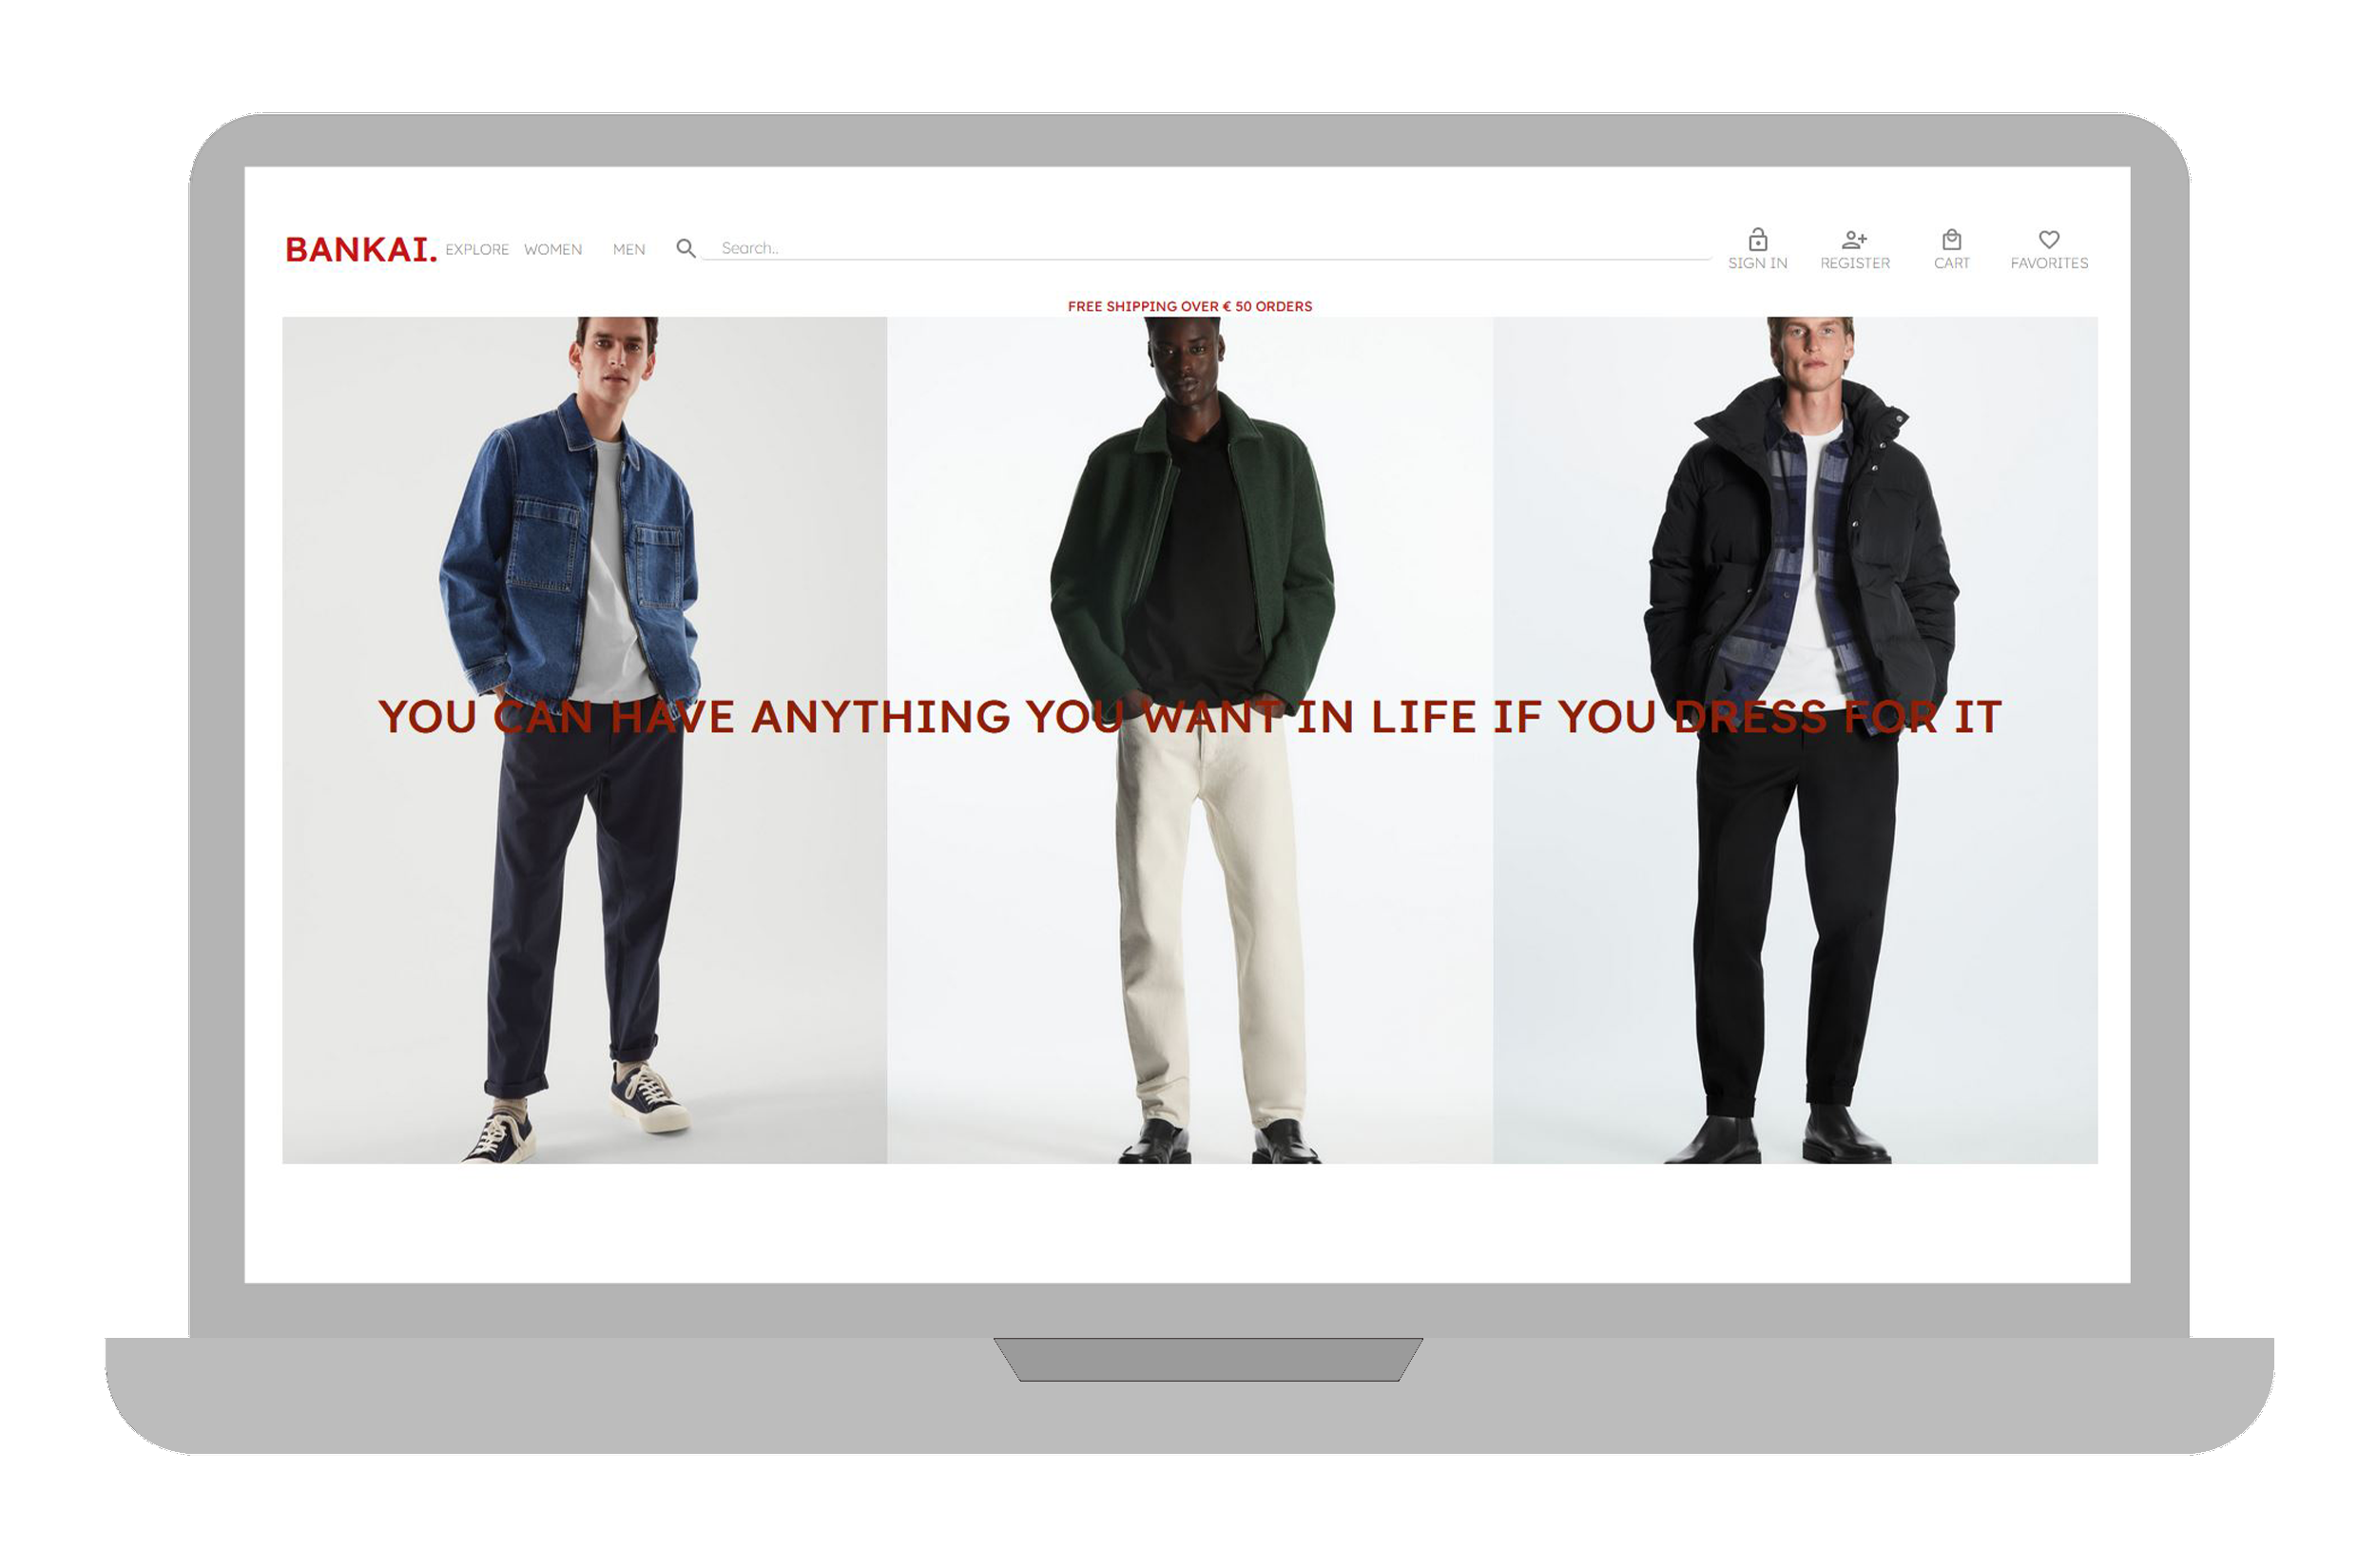 BANKAI. EXPLORE WOMEN MEN Search.. SIGN IN REGISTER CART FAVORITES
FREE SHIPPING OVER € 50 ORDERS
YOU CAN HAVE ANYTHING YOU WANT IN LIFE IF YOU DRESS FOR IT